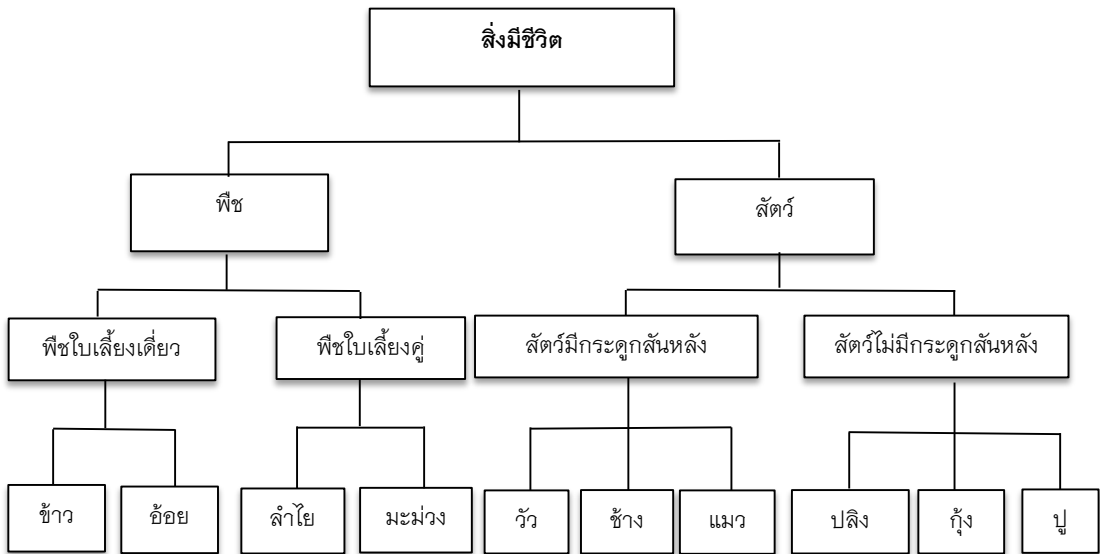 สิ่งมีชีวิต
พืช
สัตว์
พืชใบเลี้ยงเดี่ยว
พืชใบเลี้ยงคู่
สัตว์มีกระดูกสันหลัง
สัตว์ไม่มีกระดูกสันหลัง
ข้าว
อ้อย
ลำไย
มะม่วง
วัว
ช้าง
แมว
ปลิง
กุ้ง
ปู